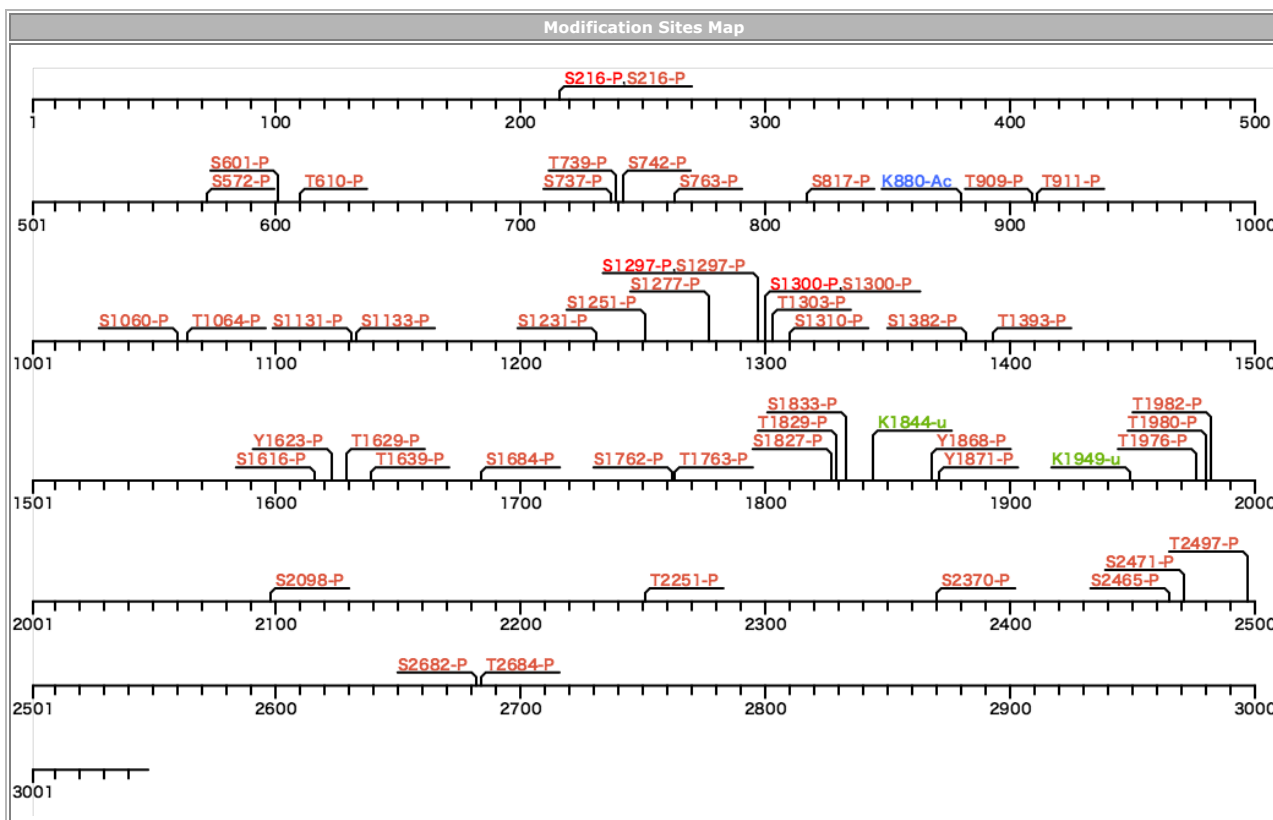 Modification Sites Map
S216-P,S216-P
1 100 200 300 400 500
S601-P T739-P S742-P
S572-P T610-P S737-P S763-P S817-P K880-Ac T909-P T911-P
501 600 700 800 900 1000
S1297-P,S1297-P
S1277-P S1300-P,S1300-P
S1251-P T1303-P
S1060-P T1064-P S1131-P S1133-P S1231-P S1310-P S1382-P T1393-P
1001 1100 1200 1300 1400 1500
S1833-P T1982-P
T1829-P K1844-u T1980-P
Y1623-P T1629-P S1827-P Y1868-P T1976-P
S1616-P T1639-P S1684-P S1762-P T1763-P Y1871-P K1949-u
1501 1600 1700 1800 1900 2000
T2497-P
S2471-P
S2098-P T2251-P S2370-P S2465-P
2001 2100 2200 2300 2400 2500
S2682-P T2684-P
2501 2600 2700 2800 2900 3000
3001